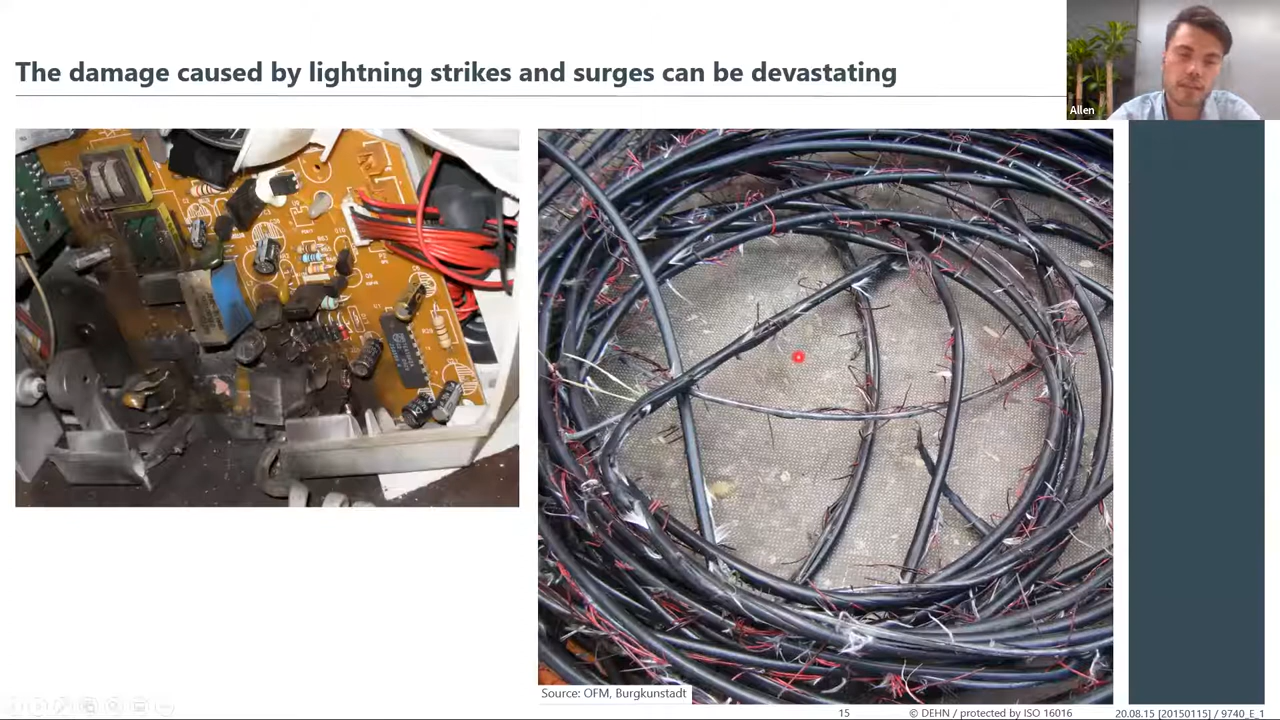 The damage caused by lightning strikes and surges can be devastating
Allen
Source: OFM, Burgkunstadt
15
© DEHN / protected by ISO 16016
20.08.15 [20150115] / 9740_E_1